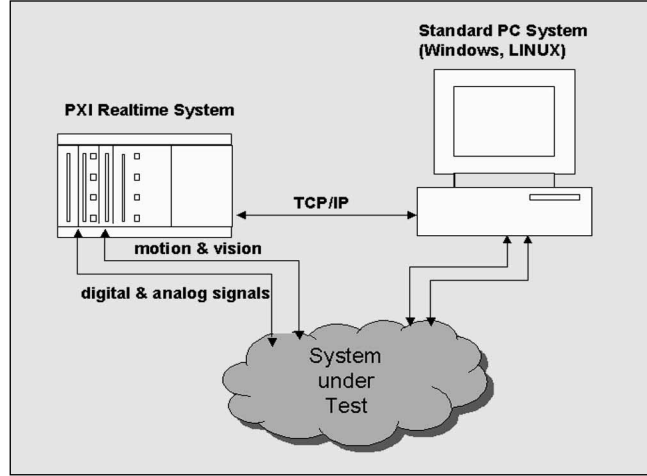 Standard PC System
(Windows, LINUX)
PXI Realtime System
TCP/IP
motion & vision
digital & analog signals
System
under
Test